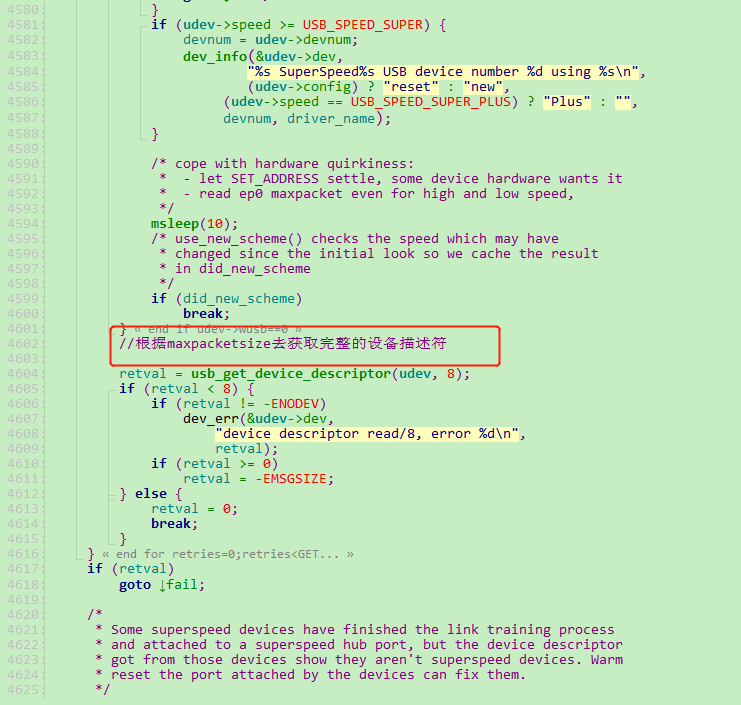 4580: }
4581: if (udev->speed >= USB_SPEED_SUPER) {
4582: devnum = udev->devnum;
4583: dev_info(&udev->dev,
4584: "%s SuperSpeed%s USB device number %d using %s\n",
4585: (udev->config) ? "reset" : "new",
4586: (udev->speed == USB_SPEED_SUPER_PLUS) ? "Plus" : "",
4587: devnum, driver_name);
4588: }
4589:
4590: /* cope with hardware quirkiness:
4591: * - let SET_ADDRESS settle, some device hardware wants it
4592: * - read ep0 maxpacket even for high and low speed,
4593: */
4594: msleep(10);
4595: /* use_new_scheme() checks the speed which may have
4596: * changed since the initial look so we cache the result
4597: * in did_new_scheme
4598: */
4599: if (did_new_scheme)
4600: break;
4601: } « end if udev->wusb==0 »
4602: //根据maxpacketsize去获取完整的设备描述符
4603:
4604: retval = usb_get_device_descriptor(udev, 8);
4605: if (retval < 8) {
4606: if (retval != -ENODEV)
4607: dev_err(&udev->dev,
4608: "device descriptor read/8, error %d\n",
4609: retval);
4610: if (retval >= 0)
4611: retval = -EMSGSIZE;
4612: } else {
4613: retval = 0;
4614: break;
4615: }
4616: } « end for retries=0;retries<GET... »
4617: if (retval)
4618: goto ↓fail;
4619:
4620: /*
4621: * Some superspeed devices have finished the link training process
4622: * and attached to a superspeed hub port, but the device descriptor
4623: * got from those devices show they aren't superspeed devices. Warm
4624: * reset the port attached by the devices can fix them.
4625: */